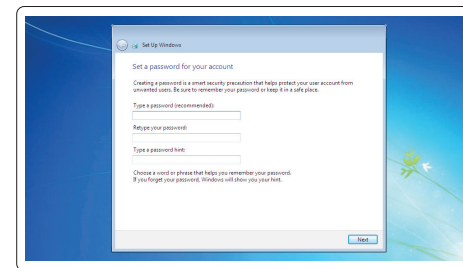 Set Up Windows
Set a password for your account
Creating a password is a smart security precaution that helps protect your user account from
unwanted users. Be sure to remember your password or keep it in a safe place.
Type a password (recommended):
Retype your password:
Type a password hint:
Choose a word or phrase that helps you remember your password.
If you forget your password, Windows will show you your hint.
Next